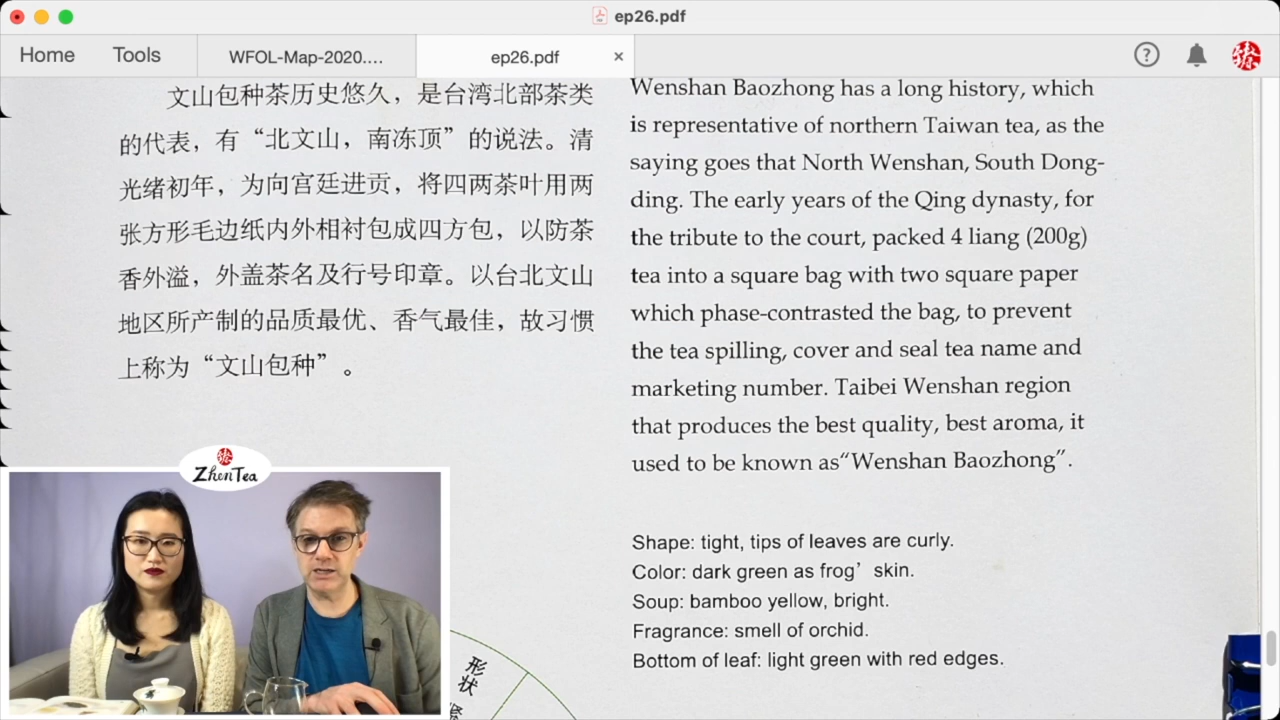 ep26.pdf
Home
Tools
WFOL-Map-2020....
ep26.pdf
文山包种茶历史悠久，是台湾北部茶类
的代表，有“北文山，南冻顶”的说法。清
光绪初年，为向宫廷进贡，将四两茶叶用两
张方形毛边纸内外相衬包成四方包，以防茶
香外溢，外盖茶名及行号印章。以台北文山
地区所产制的品质最优、香气最佳，故习惯
上称为“文山包种”。
Wenshan Baozhong has a long history, which
is representative of northern Taiwan tea, as the
saying goes that North Wenshan, South Dong-
ding. The early years of the Qing dynasty, for
the tribute to the court, packed 4 liang (200g)
tea into a square bag with two square paper
which phase-contrasted the bag, to prevent
the tea spilling, cover and seal tea name and
marketing number. Taibei Wenshan region
that produces the best quality, best aroma, it
used to be known as“Wenshan Baozhong”.
Shape: tight, tips of leaves are curly.
Color: dark green as frog’ skin.
Soup: bamboo yellow, bright.
Fragrance: smell of orchid.
Bottom of leaf: light green with red edges.
ZhenTea
形状